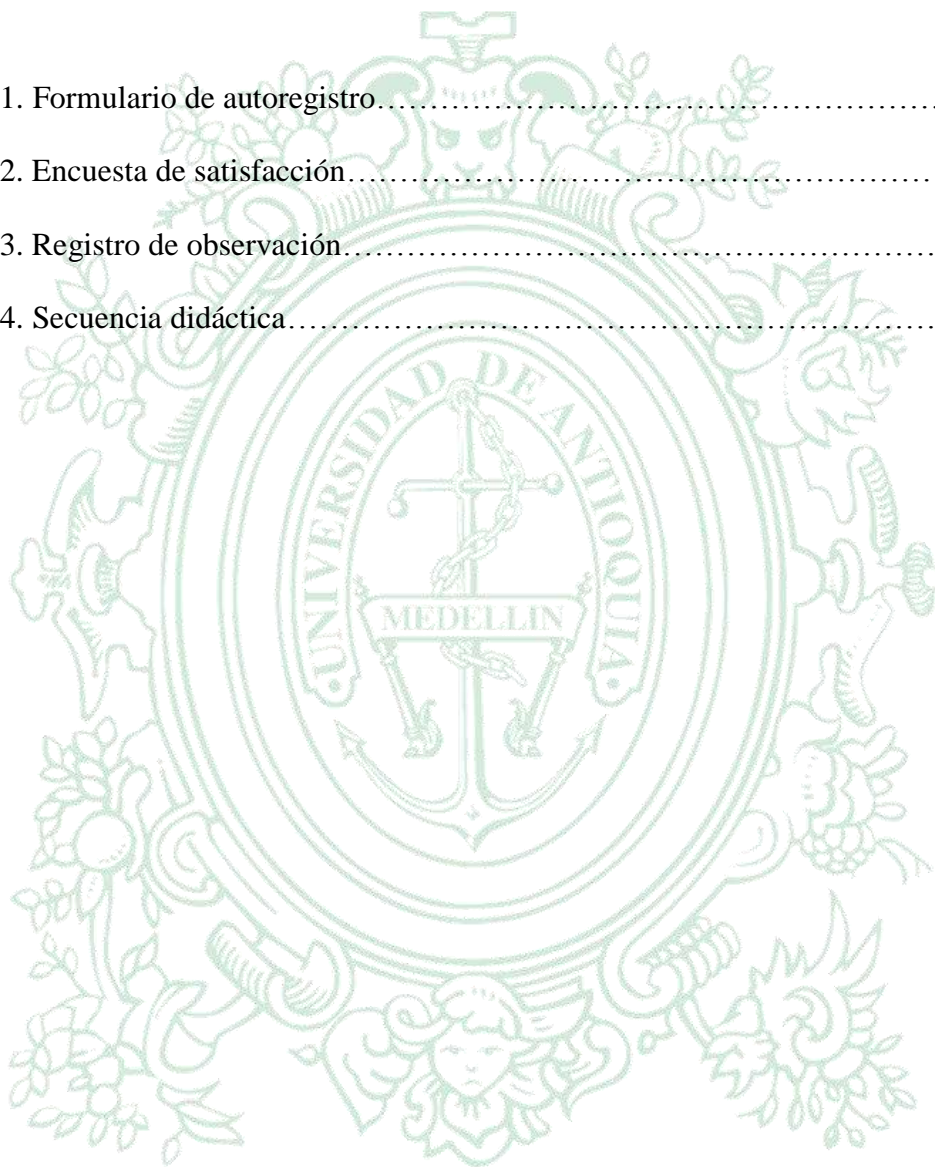 1. Formulario de autoregistro……………………………………………………
2. Encuesta de satisfacción………………………………………………………
3. Registro de observación………………………………………………………
4. Secuencia didáctica……………………………………………………………
UNIVERSIDAD DE ANTIOQUIA
MEDELLIN